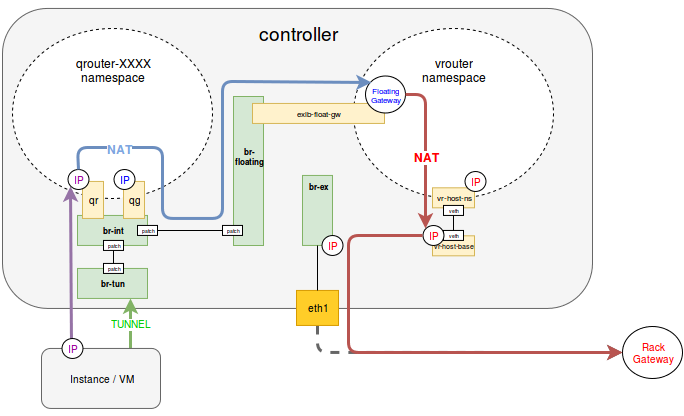 controller
qrouter-XXXX
namespace
vrouter
namespace
Floating
Gateway
exlb-float-gw
br-
floating
NAT
NAT
IP
IP
qr
qg
br-ex
IP
vr-host-ns
veth
br-int
patch
patch
IP
veth
vr-host-base
IP
patch
patch
br-tun
eth1
TUNNEL
IP
Instance / VM
Rack
Gateway